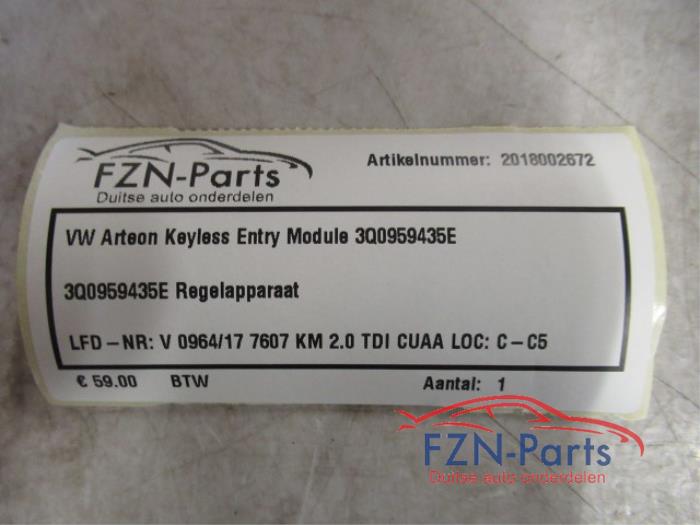 FZN-Parts
Duitse auto onderdelen
Artikelnummer: 2018002672
VW Arteon Keyless Entry Module 3Q0959435E
3Q0959435E Regelapparaat
LFD-NR: V 0964/17 7607 KM 2.0 TDI CUAA LOC: C-C5
€ 59.00 BTW Aantal: 1
FZN-Parts
Duitse auto onderdelen